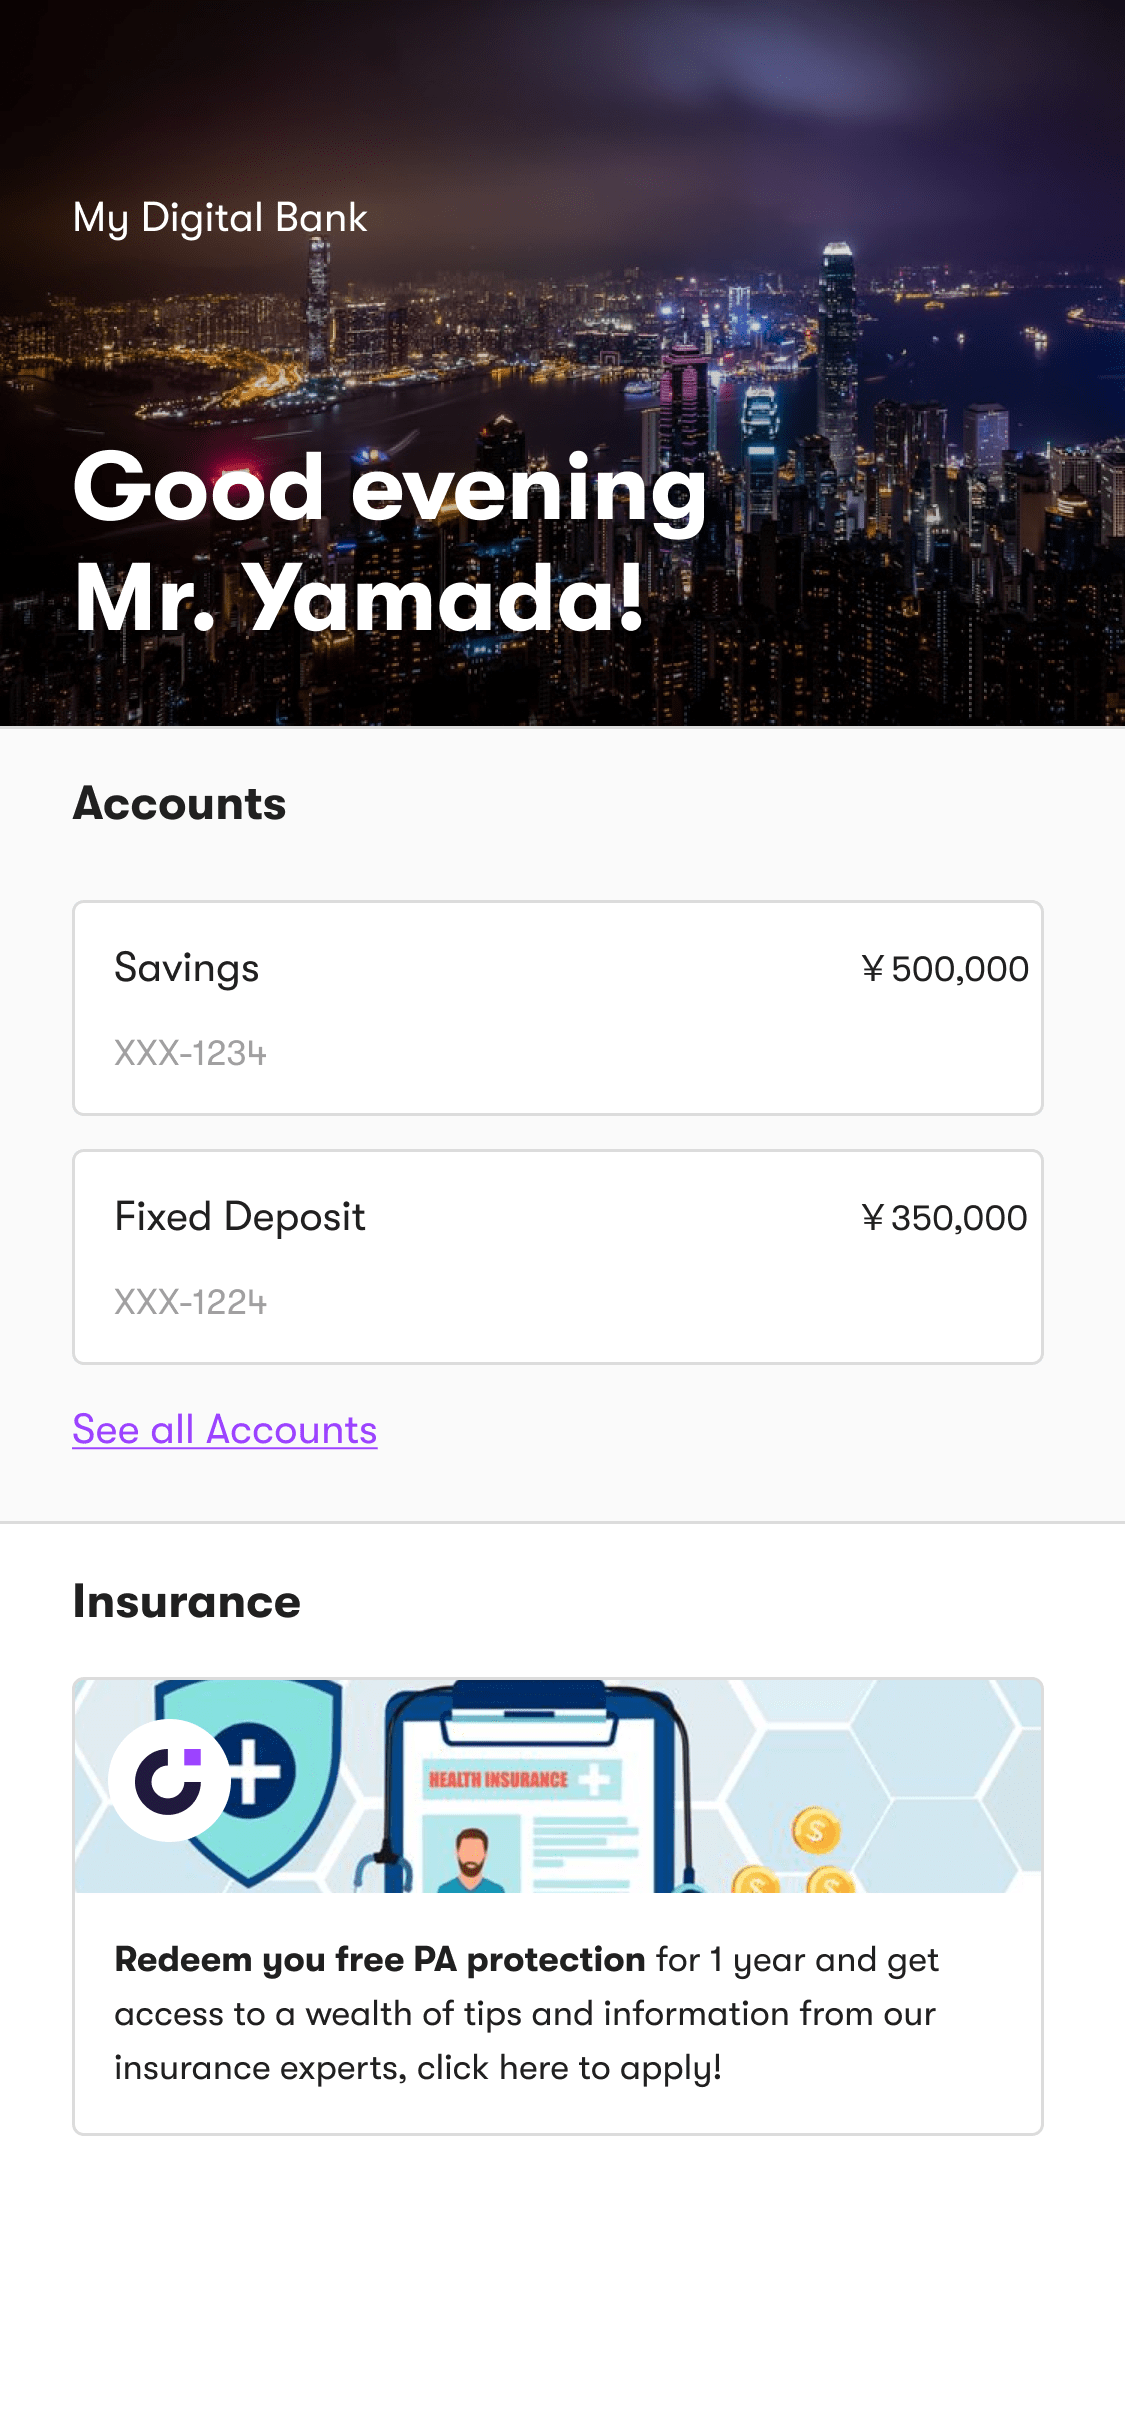 My Digital Bank
Good evening
Mr. Yamada!
Accounts
Savings
¥500,000
XXX-1234
Fixed Deposit
¥350,000
XXX-1224
See all Accounts
Insurance
HEALTH INSURANCE
Redeem you free PA protection for 1 year and get
access to a wealth of tips and information from our
insurance experts, click here to apply!